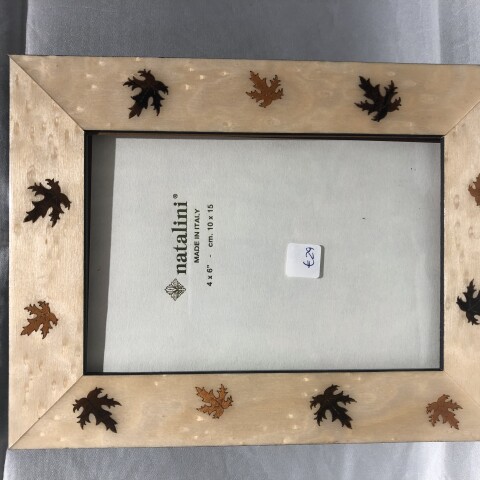 natalini®
MADE IN ITALY
4 x 6" - cm. 10 x 15
€29